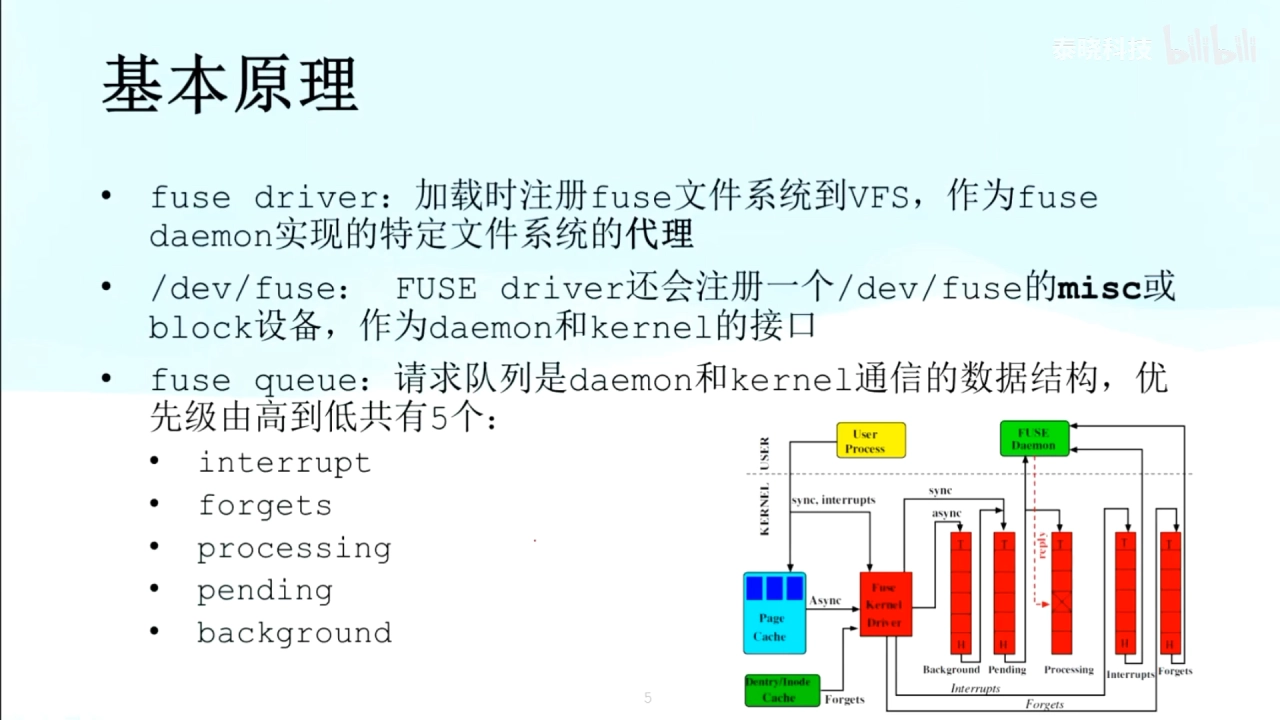 泰晓科技 bilibili
基本原理
• fuse driver：加载时注册fuse文件系统到VFS，作为fuse
daemon实现的特定文件系统的代理
• /dev/fuse： FUSE driver还会注册一个/dev/fuse的misc或
block设备，作为daemon和kernel的接口
• fuse queue：请求队列是daemon和kernel通信的数据结构，优
先级由高到低共有5个：
• interrupt
• forgets
• processing
• pending
• background
USER
KERNEL
User
Process
FUSE
Daemon
sync, interrupts
sync
async
reply
T
T
T
T
T
Page
Cache
Async
Fuse
Kernel
Driver
H
H
H
H
Background
Pending
Processing
Interrupts
Forgets
Dentry/Inode
Cache
Forgets
Interrupts
Forgets
5